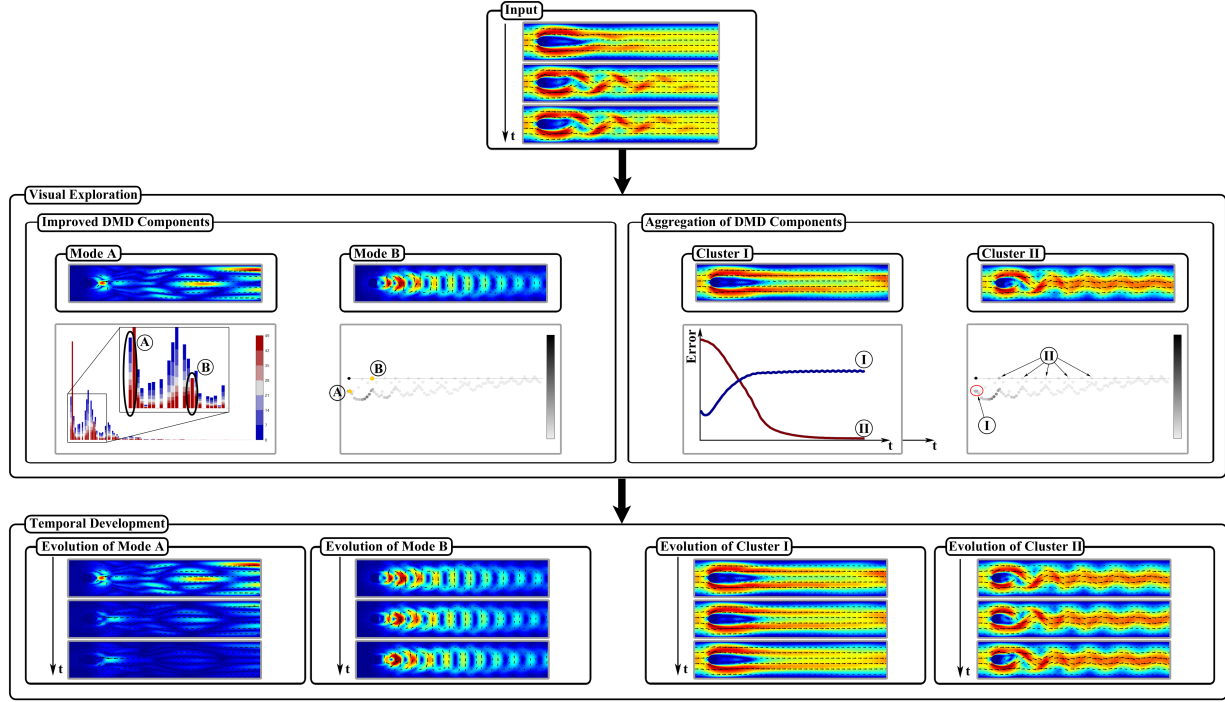 Input
t
Visual Exploration
Improved DMD Components
Aggregation of DMD Components
Mode A
Mode B
Cluster I
Cluster II
A
B
A
B
Error
I
II
t
t
II
I
Temporal Development
Evolution of Mode A
Evolution of Mode B
Evolution of Cluster I
Evolution of Cluster II
t
t
t
t